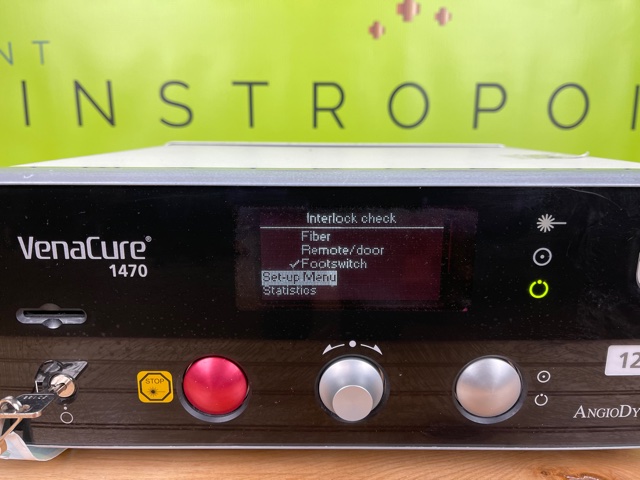 NT
INSTROPO
VenaCure®
1470
Interlock check
Fiber
Remote/door
✓Footswitch
Set-up Menu
Statistics
STOP
12
ANGIODY